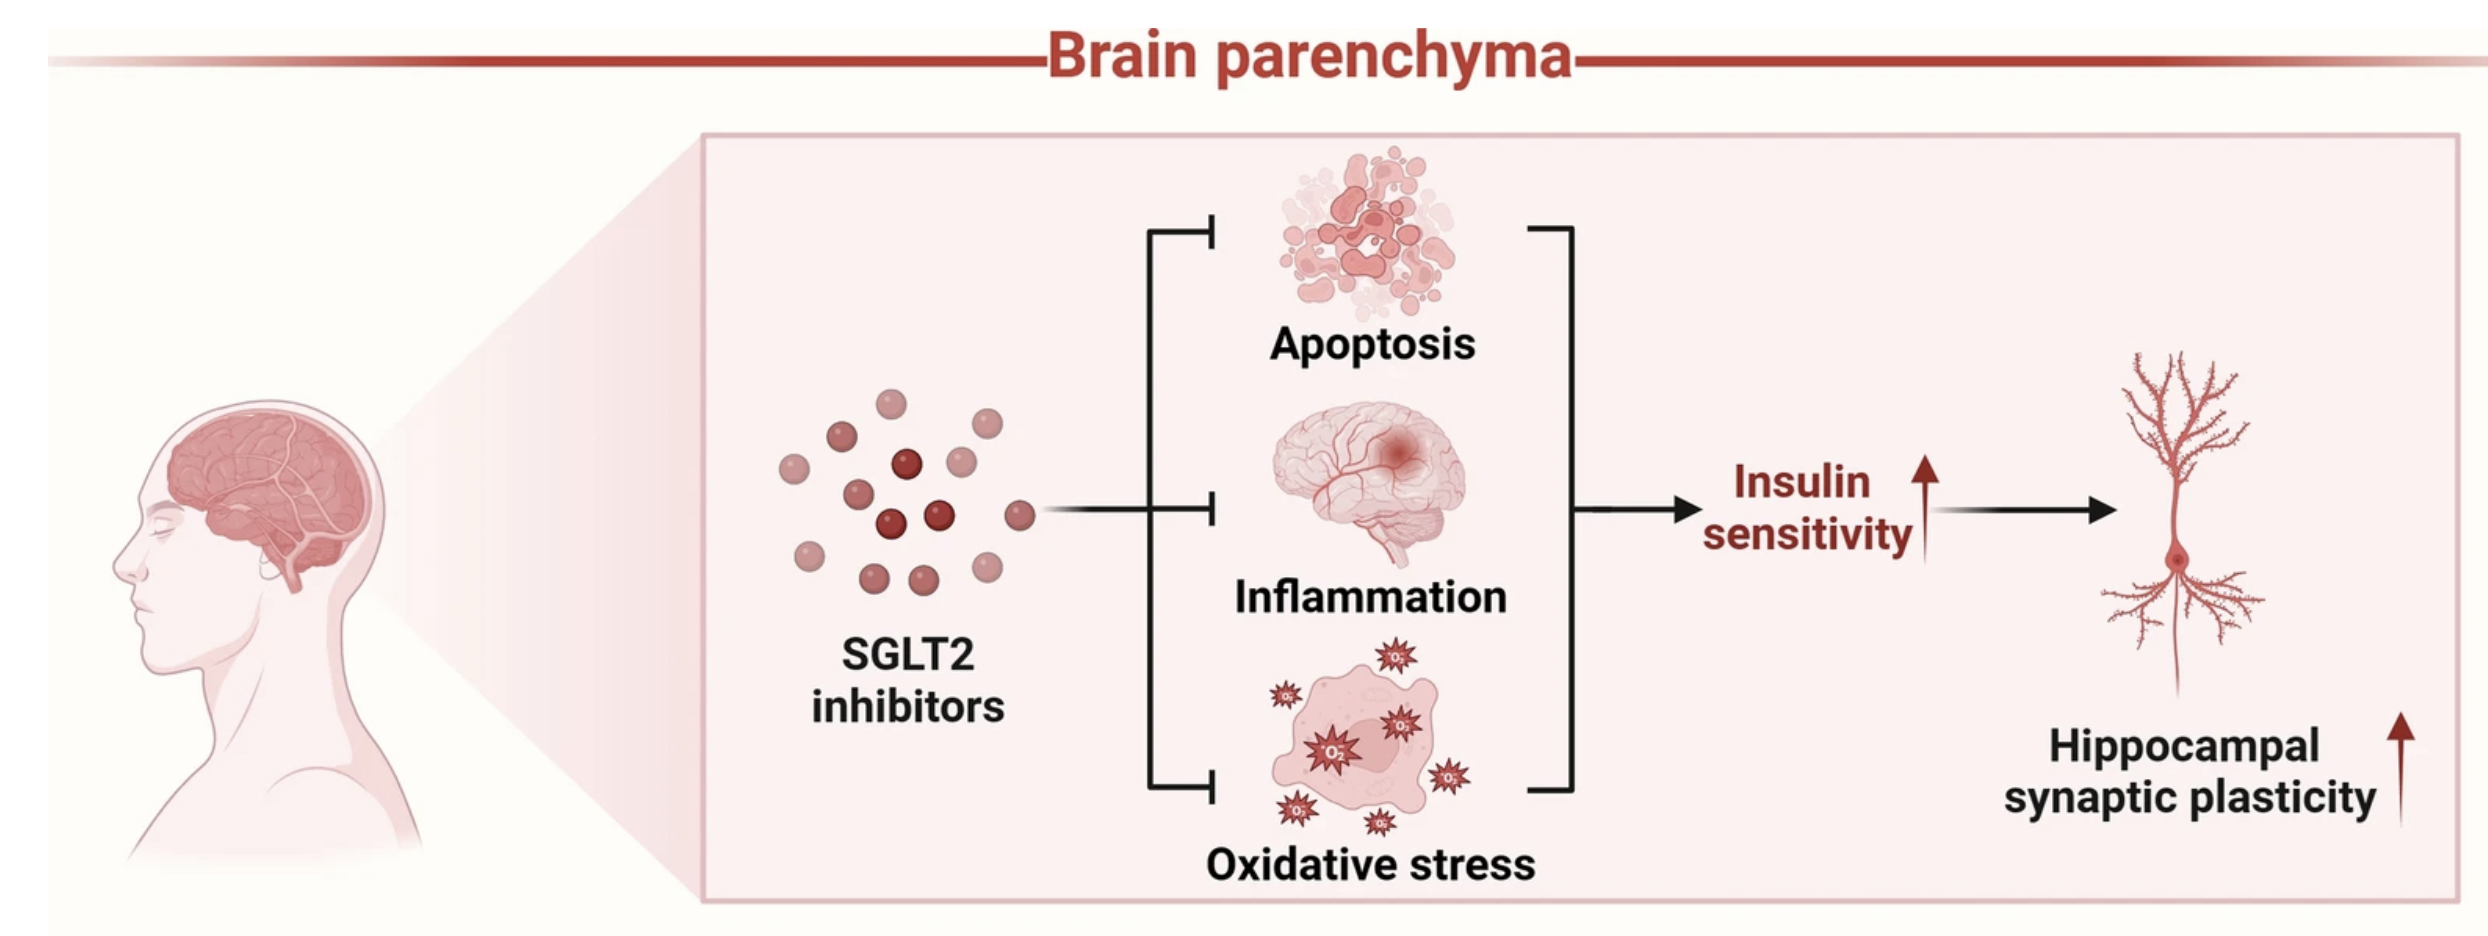 Brain parenchyma
Apoptosis
SGLT2
inhibitors
Inflammation
Oxidative stress
Insulin
sensitivity
Hippocampal
synaptic plasticity